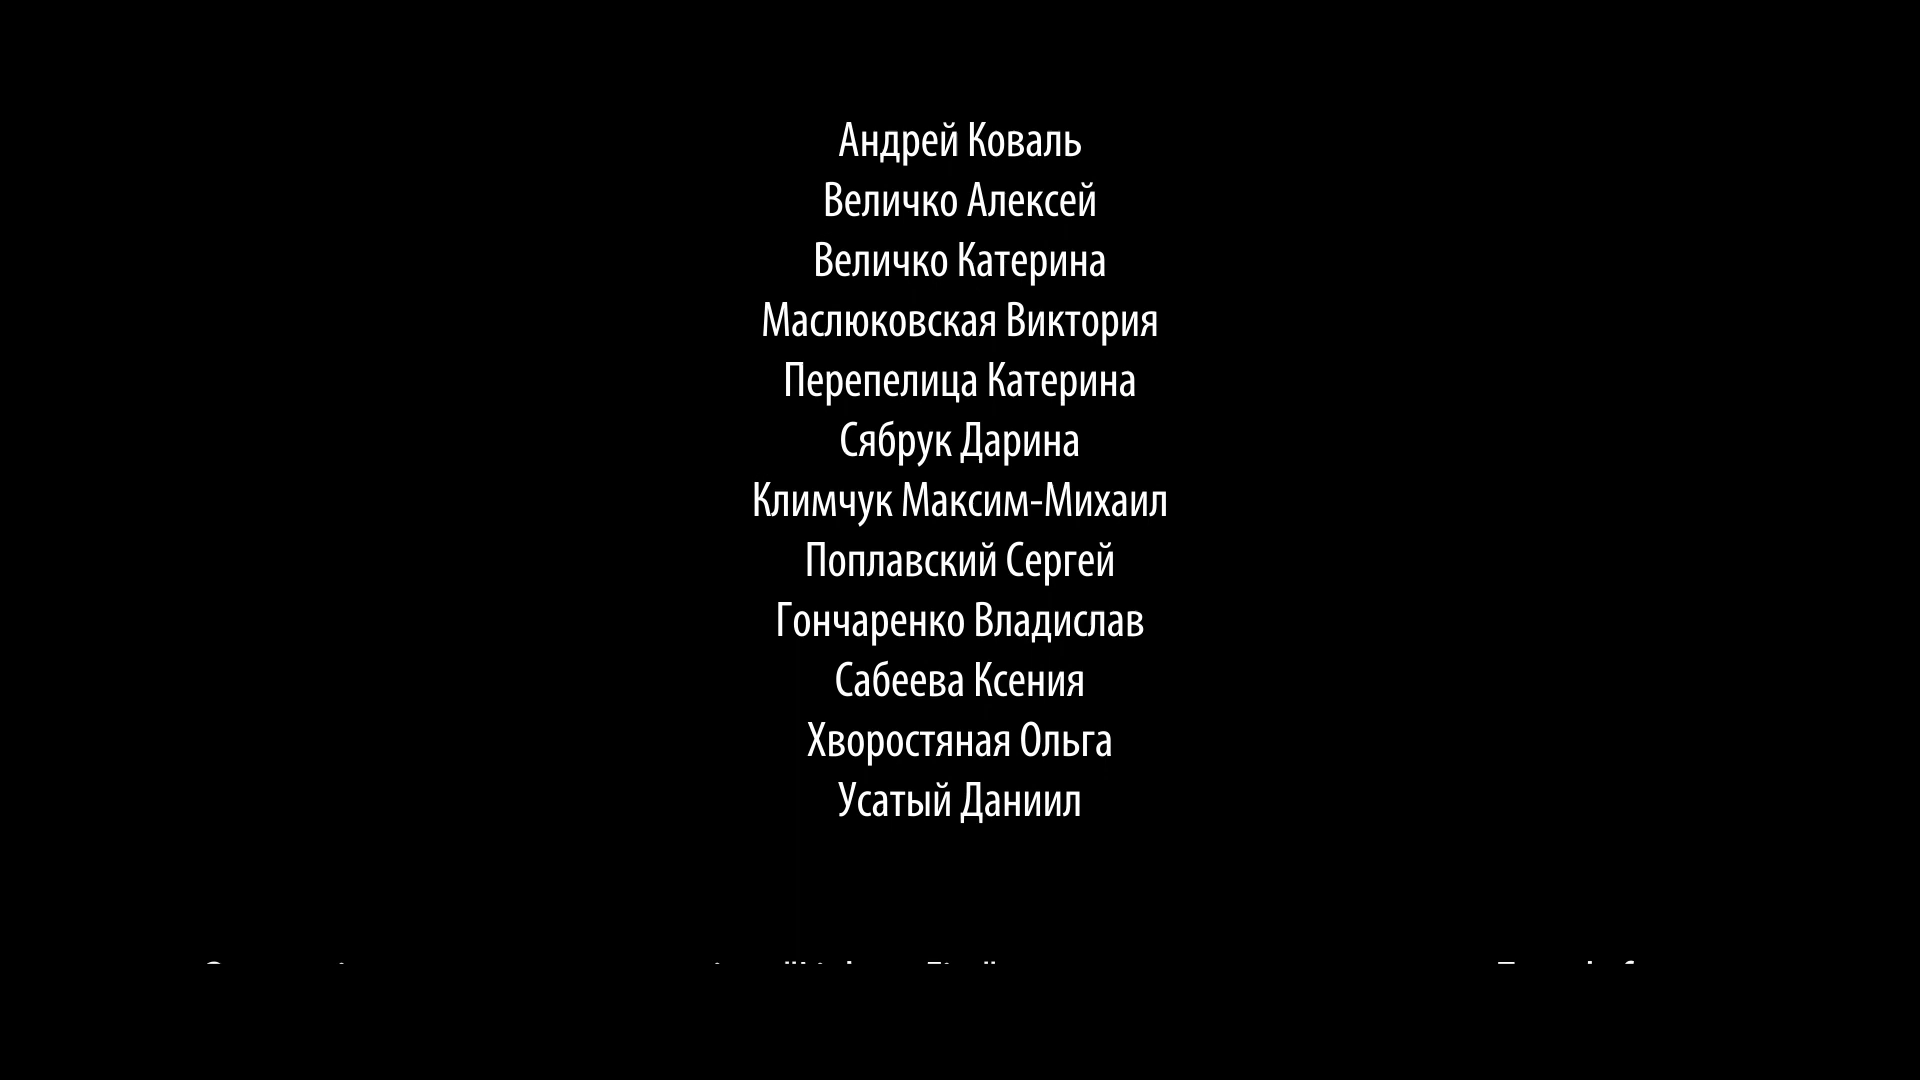 Андрей Коваль
Величко Алексей
Величко Катерина
Маслюковская Виктория
Перепелица Катерина
Сябрук Дарина
Климчук Максим-Михаил
Поплавский Сергей
Гончаренко Владислав
Сабеева Ксения
Хворостяная Ольга
Усатый Даниил